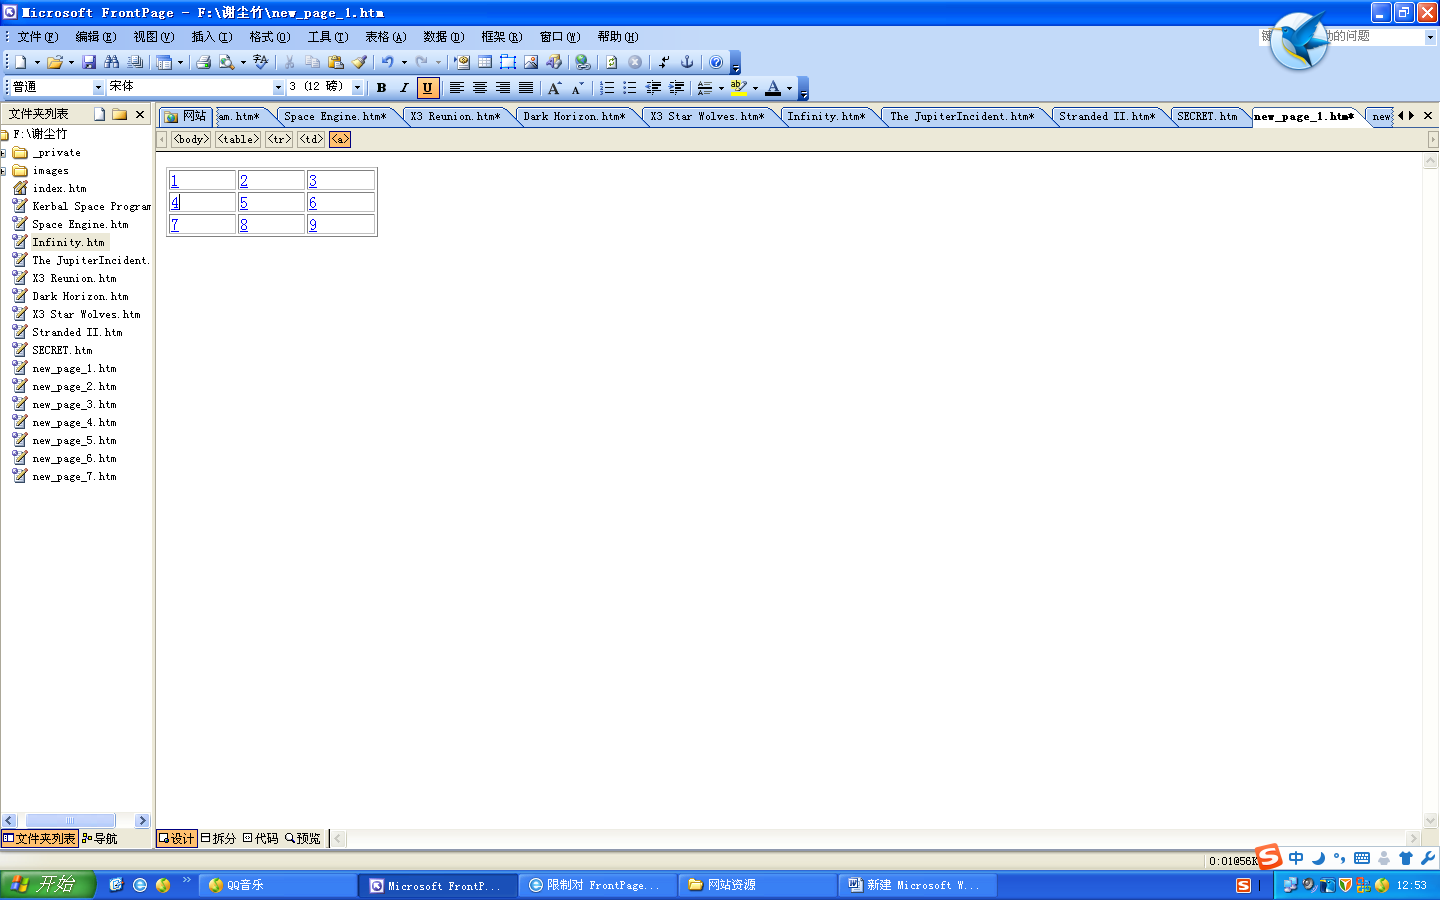 Microsoft FrontPage - F:\谢尘竹\new_page_1.htm
文件(F) 编辑(E) 视图(V) 插入(I) 格式(O) 工具(T) 表格(A) 数据(D) 框架(R) 窗口(W) 帮助(H)
键 的问题
普通 宋体 3 (12 磅) B I U
文件夹列表
网站 am.htm* Space Engine.htm* X3 Reunion.htm* Dark Horizon.htm* X3 Star Wolves.htm* Infinity.htm* The JupiterIncident.htm* Stranded II.htm* SECRET.htm new_page_1.htm* new
<body> <table> <tr> <td> <a>
F:\谢尘竹
_private
images
index.htm
Kerbal Space Program
Space Engine.htm
Infinity.htm
The JupiterIncident.
X3 Reunion.htm
Dark Horizon.htm
X3 Star Wolves.htm
Stranded II.htm
SECRET.htm
new_page_1.htm
new_page_2.htm
new_page_3.htm
new_page_4.htm
new_page_5.htm
new_page_6.htm
new_page_7.htm
1 2 3
4 5 6
7 8 9
文件夹列表 导航
设计 拆分 代码 预览
0:01@56K
中
开始 QQ音乐 Microsoft FrontP... 限制对 FrontPage... 网站资源 新建 Microsoft W... 12:53